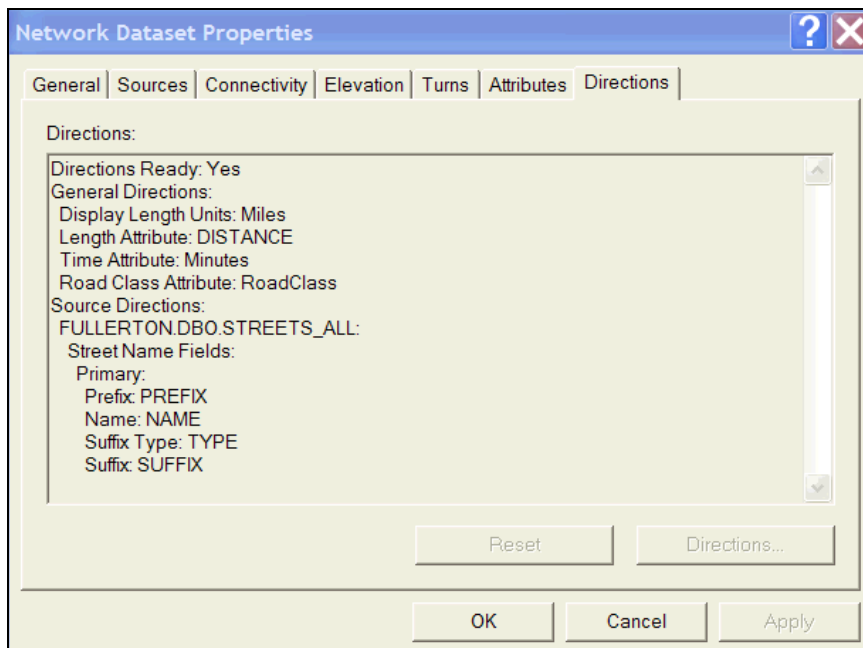 Network Dataset Properties
?
General Sources Connectivity Elevation Turns Attributes Directions
Directions:
Directions Ready: Yes
General Directions:
Display Length Units: Miles
Length Attribute: DISTANCE
Time Attribute: Minutes
Road Class Attribute: RoadClass
Source Directions:
FULLERTON.DBO.STREETS_ALL:
Street Name Fields:
Primary:
Prefix: PREFIX
Name: NAME
Suffix Type: TYPE
Suffix: SUFFIX
Reset Directions...
OK Cancel Apply